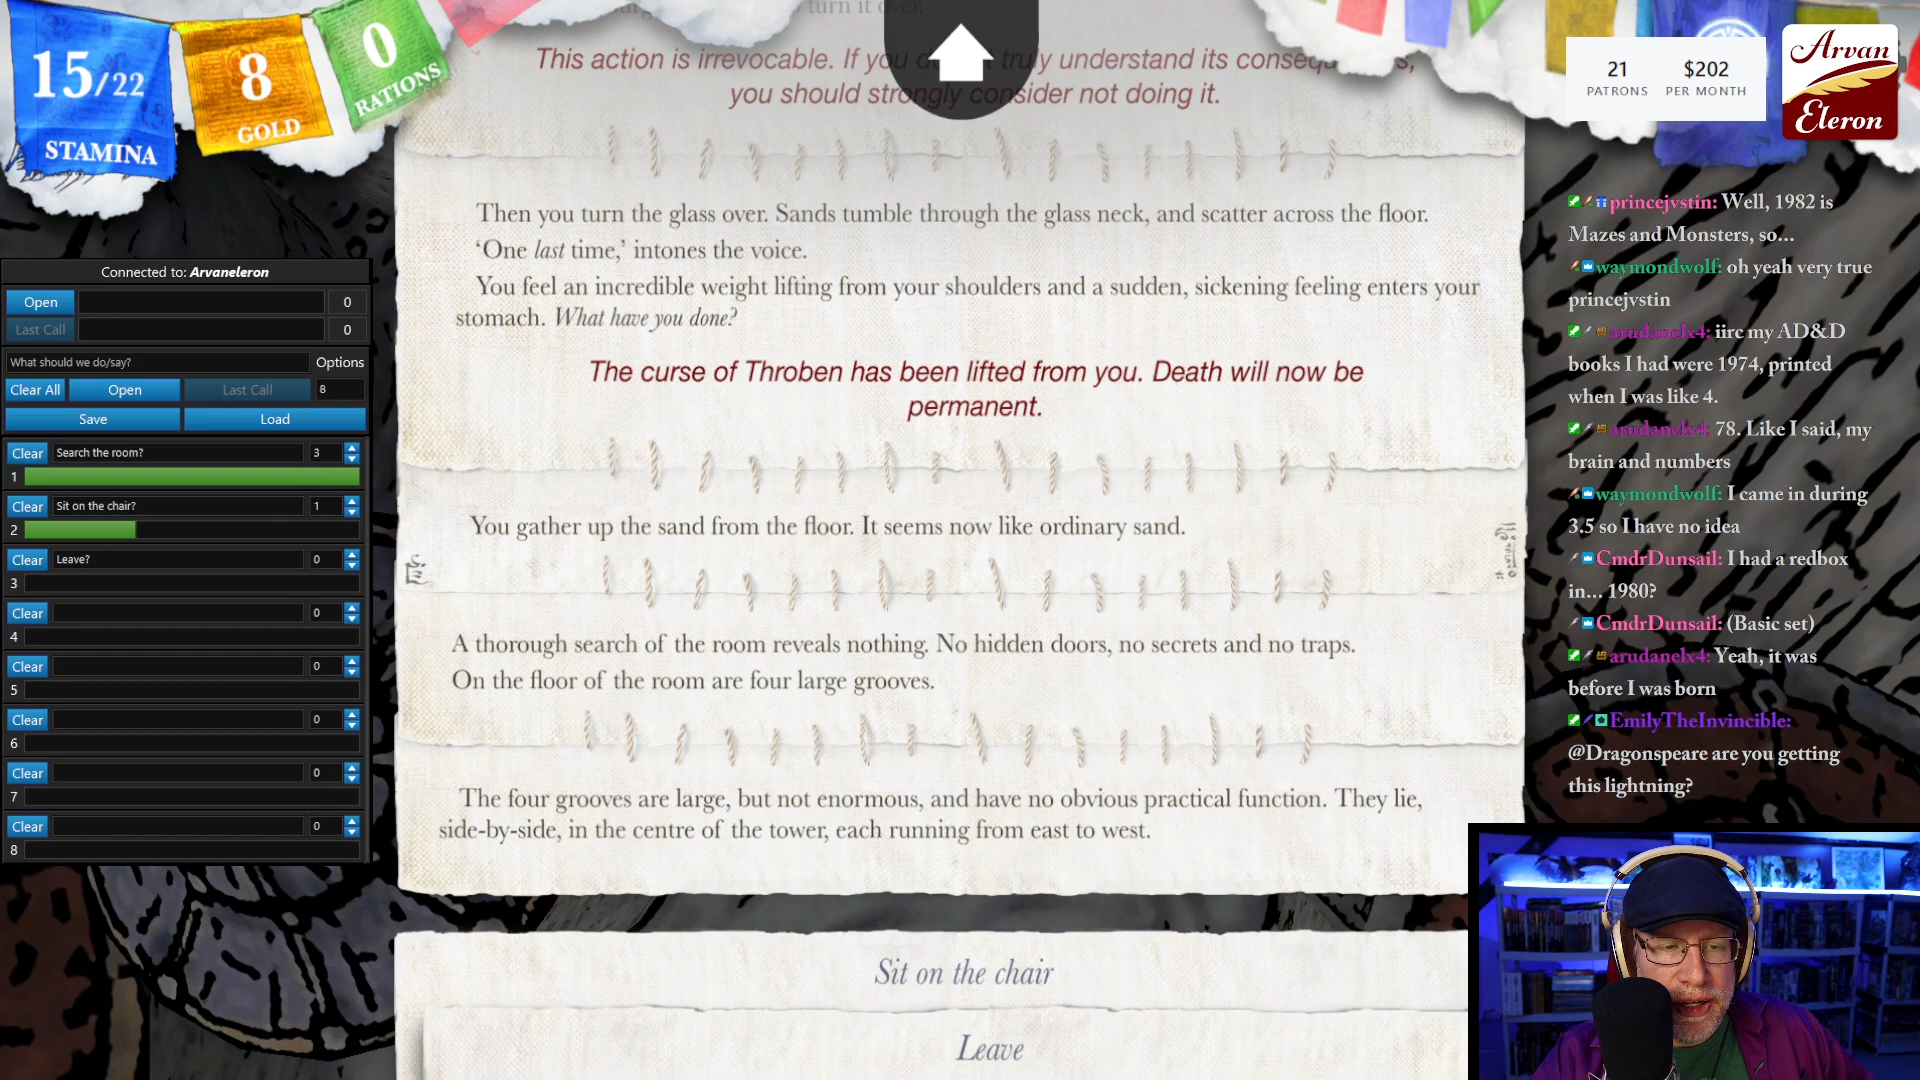 15/22
STAMINA
8
GOLD
0
RATIONS
turn it over.
This action is irrevocable. If you d truly understand its
you should strongly consider not doing it.
Then you turn the glass over. Sands tumble through the glass neck, and scatter across the floor.
‘One last time,’ intones the voice.
You feel an incredible weight lifting from your shoulders and a sudden, sickening feeling enters your
stomach. What have you done?
The curse of Throben has been lifted from you. Death will now be
permanent.
You gather up the sand from the floor. It seems now like ordinary sand.
A thorough search of the room reveals nothing. No hidden doors, no secrets and no traps.
On the floor of the room are four large grooves.
The four grooves are large, but not enormous, and have no obvious practical function. They lie,
side-by-side, in the centre of the tower, each running from east to west.
Sit on the chair
Leave
Connected to: Arvaneleron
Open 0
Last Call 0
What should we do/say? Options
Clear All Open Last Call 8
Save Load
Clear Search the room? 3
1
Clear Sit on the chair? 1
2
Clear Leave? 0
3
Clear 0
4
Clear 0
5
Clear 0
6
Clear 0
7
Clear 0
8
21 $202
PATRONS PER MONTH
Arvan
Eleron
princejvstin: Well, 1982 is
Mazes and Monsters, so...
waymondwolf: oh yeah very true
princejvstin
arudanelx4: iirc my AD&D
books I had were 1974, printed
when I was like 4.
arudanelx4: 78. Like I said, my
brain and numbers
waymondwolf: I came in during
3.5 so I have no idea
CmdrDunsail: I had a redbox
in... 1980?
CmdrDunsail: (Basic set)
arudanelx4: Yeah, it was
before I was born
EmilyTheInvincible:
@Dragonspeare are you getting
this lightning?